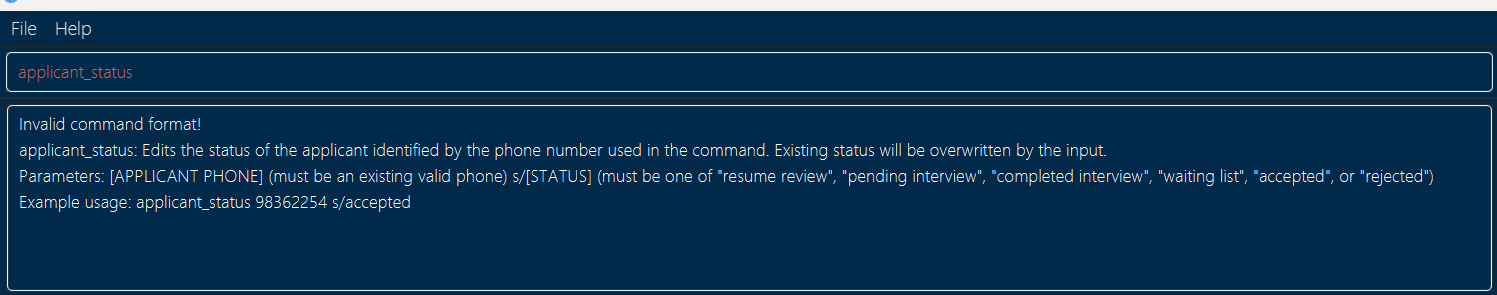 File Help
applicant_status
Invalid command format!
applicant_status: Edits the status of the applicant identified by the phone number used in the command. Existing status will be overwritten by the input.
Parameters: [APPLICANT PHONE] (must be an existing valid phone) s/[STATUS] (must be one of "resume review", "pending interview", "completed interview", "waiting list", "accepted", or "rejected")
Example usage: applicant_status 98362254 s/accepted